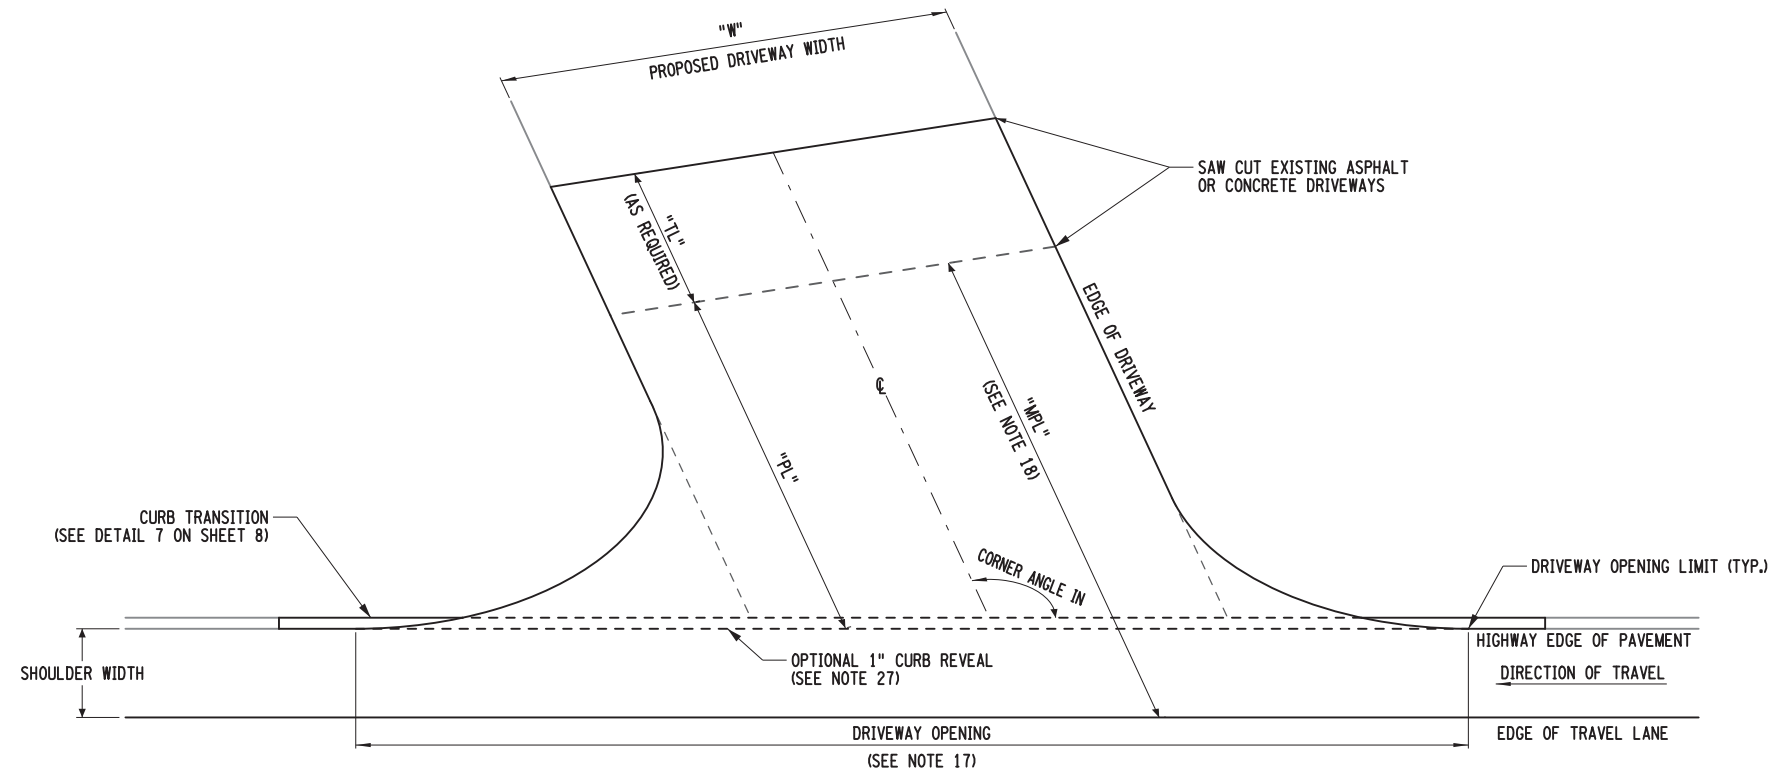 "W"
PROPOSED DRIVEWAY WIDTH
SAW CUT EXISTING ASPHALT
OR CONCRETE DRIVEWAYS
"TL"
(AS REQUIRED)
EDGE OF DRIVEWAY
℄
"MPL"
(SEE NOTE 18)
"PL"
CURB TRANSITION
(SEE DETAIL 7 ON SHEET 8)
CORNER ANGLE IN
DRIVEWAY OPENING LIMIT (TYP.)
HIGHWAY EDGE OF PAVEMENT
OPTIONAL 1" CURB REVEAL
(SEE NOTE 27)
SHOULDER WIDTH
DIRECTION OF TRAVEL
DRIVEWAY OPENING
(SEE NOTE 17)
EDGE OF TRAVEL LANE